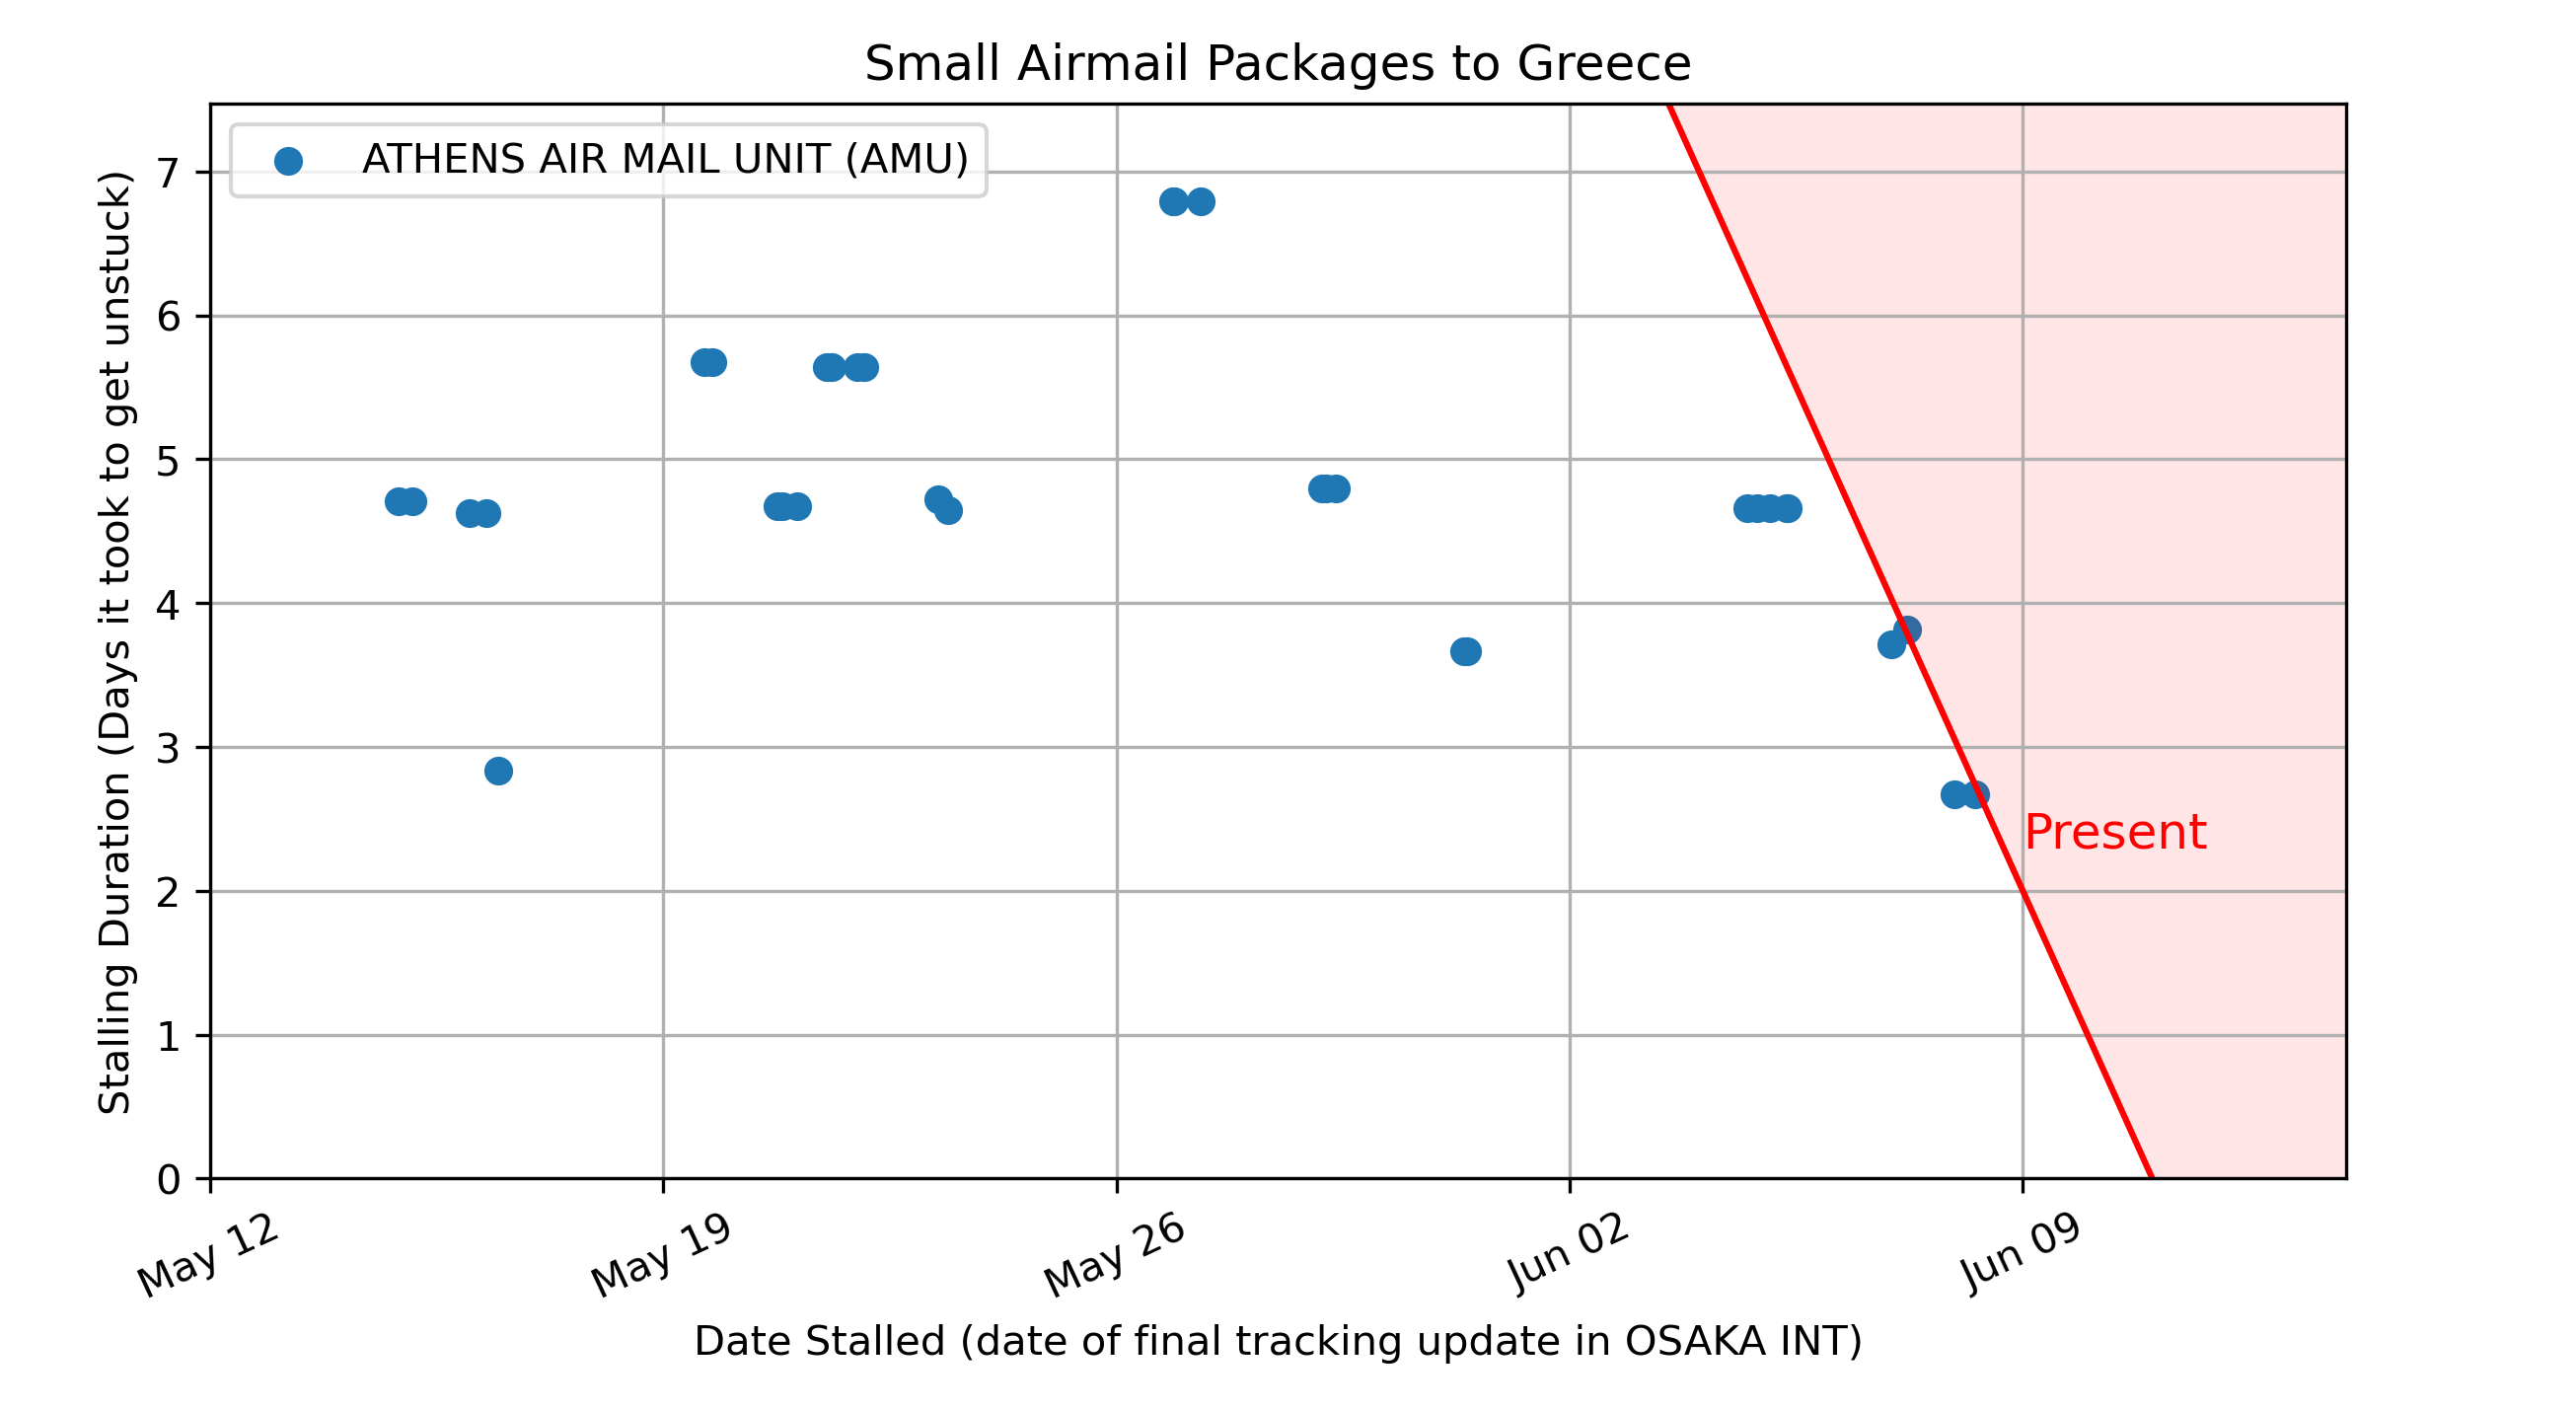 Small Airmail Packages to Greece
ATHENS AIR MAIL UNIT (AMU)
Stalling Duration (Days it took to get unstuck)
7
6
5
4
3
2
1
0
Present
May 12
May 19
May 26
Jun 02
Jun 09
Date Stalled (date of final tracking update in OSAKA INT)